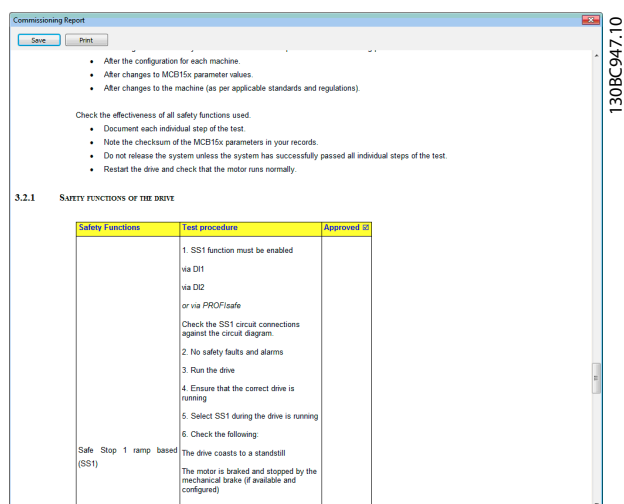 Commissioning Report
Save
Print
After the configuration for each machine.
After changes to MCB15x parameter values.
After changes to the machine (as per applicable standards and regulations).
Check the effectiveness of all safety functions used.
Document each individual step of the test.
Note the checksum of the MCB15x parameters in your records.
Do not release the system unless the system has successfully passed all individual steps of the test.
Restart the drive and check that the motor runs normally.
3.2.1 SAFETY FUNCTIONS OF THE DRIVE
Safety Functions
Test procedure
Approved ☑
1. SS1 function must be enabled
via DI1
via DI2
or via PROFIsafe
Check the SS1 circuit connections
against the circuit diagram.
2. No safety faults and alarms
3. Run the drive
4. Ensure that the correct drive is
running
5. Select SS1 during the drive is running
6. Check the following:
Safe Stop 1 ramp based
(SS1)
The drive coasts to a standstill
The motor is braked and stopped by the
mechanical brake (if available and
configured)
130BC947.10